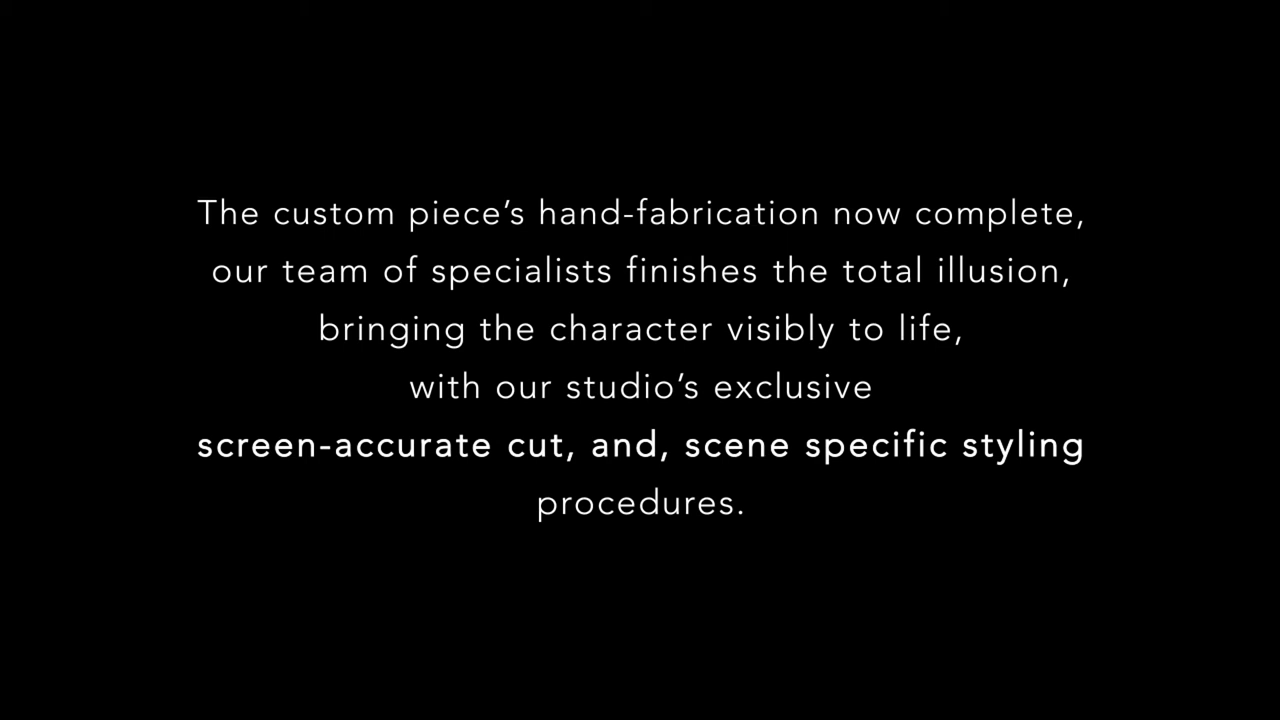 The custom piece’s hand-fabrication now complete,
our team of specialists finishes the total illusion,
bringing the character visibly to life,
with our studio’s exclusive
screen-accurate cut, and, scene specific styling
procedures.